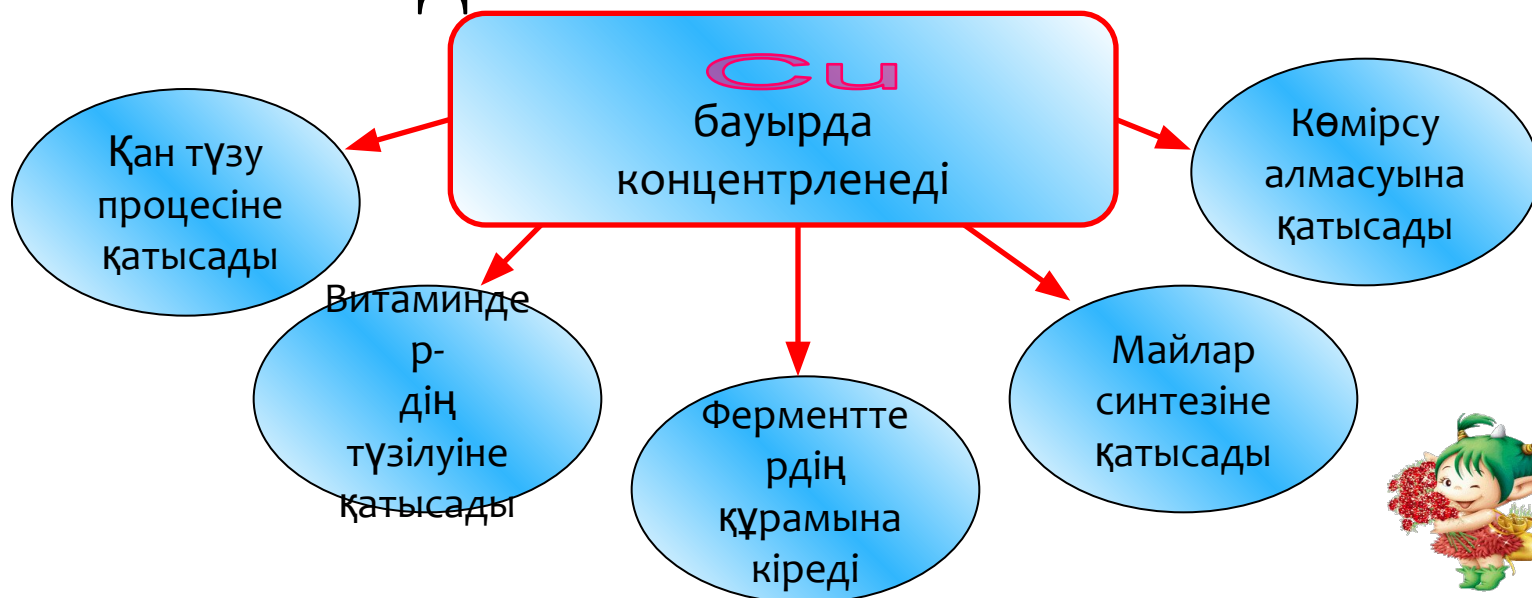 Cu
бауырда
концентрленеді
Қан түзу
процесіне
қатысады
Витаминде
р-
дің
түзілуіне
қатысады
Ферментте
рдің
құрамына
кіреді
Майлар
синтезіне
қатысады
Көмірсу
алмасуына
қатысады